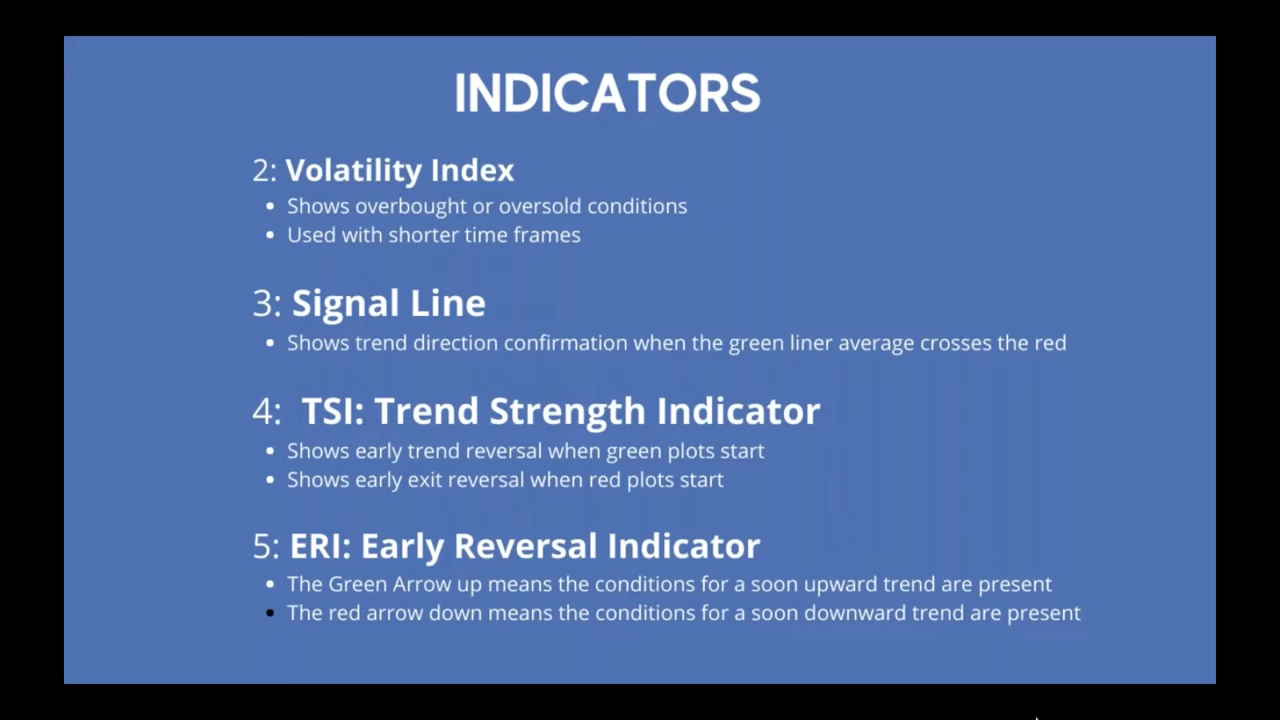 INDICATORS
2: Volatility Index
• Shows overbought or oversold conditions
• Used with shorter time frames
3: Signal Line
• Shows trend direction confirmation when the green liner average crosses the red
4: TSI: Trend Strength Indicator
• Shows early trend reversal when green plots start
• Shows early exit reversal when red plots start
5: ERI: Early Reversal Indicator
• The Green Arrow up means the conditions for a soon upward trend are present
• The red arrow down means the conditions for a soon downward trend are present